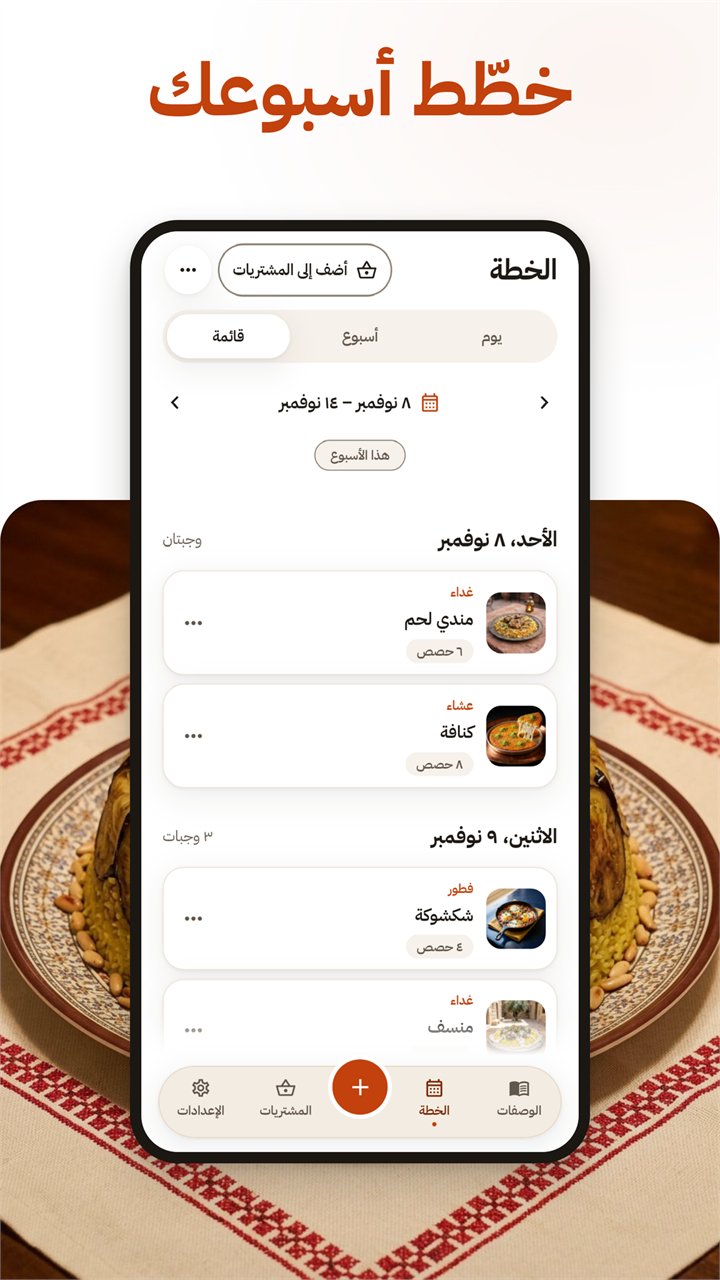 خطّط أسبوعك
الخطة
أضف إلى المشتريات
يوم
أسبوع
قائمة
٨ نوفمبر – ١٤ نوفمبر
هذا الأسبوع
الأحد، ٨ نوفمبر
وجبتان
غداء
مندي لحم
٦ حصص
عشاء
كنافة
٨ حصص
الاثنين، ٩ نوفمبر
٣ وجبات
فطور
شكشوكة
٤ حصص
غداء
منسف
الوصفات
الخطة
المشتريات
الإعدادات